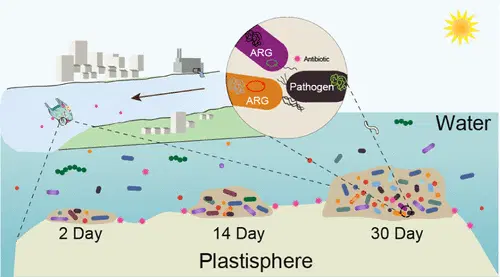 ARG
Antibiotic
Pathogen
ARG
Water
2 Day
14 Day
30 Day
Plastisphere